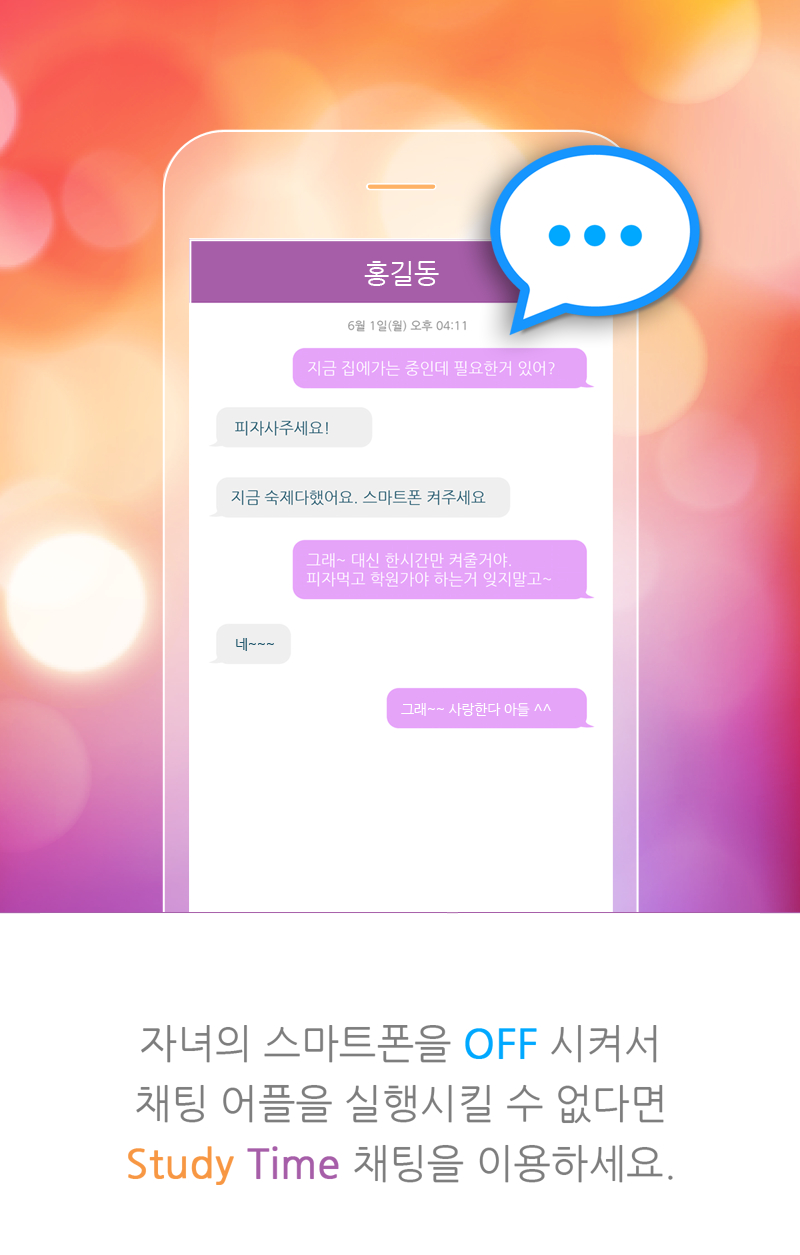 홍길동
6월 1일(월) 오후 04:11
지금 집에가는 중인데 필요한거 있어?
피자사주세요!
지금 숙제다했어요. 스마트폰 켜주세요
그래~ 대신 한시간만 켜줄거야.
피자먹고 학원가야 하는거 잊지말고~
네~~~
그래~~ 사랑한다 아들 ^^
자녀의 스마트폰을 OFF 시켜서
채팅 어플을 실행시킬 수 없다면
Study Time 채팅을 이용하세요.